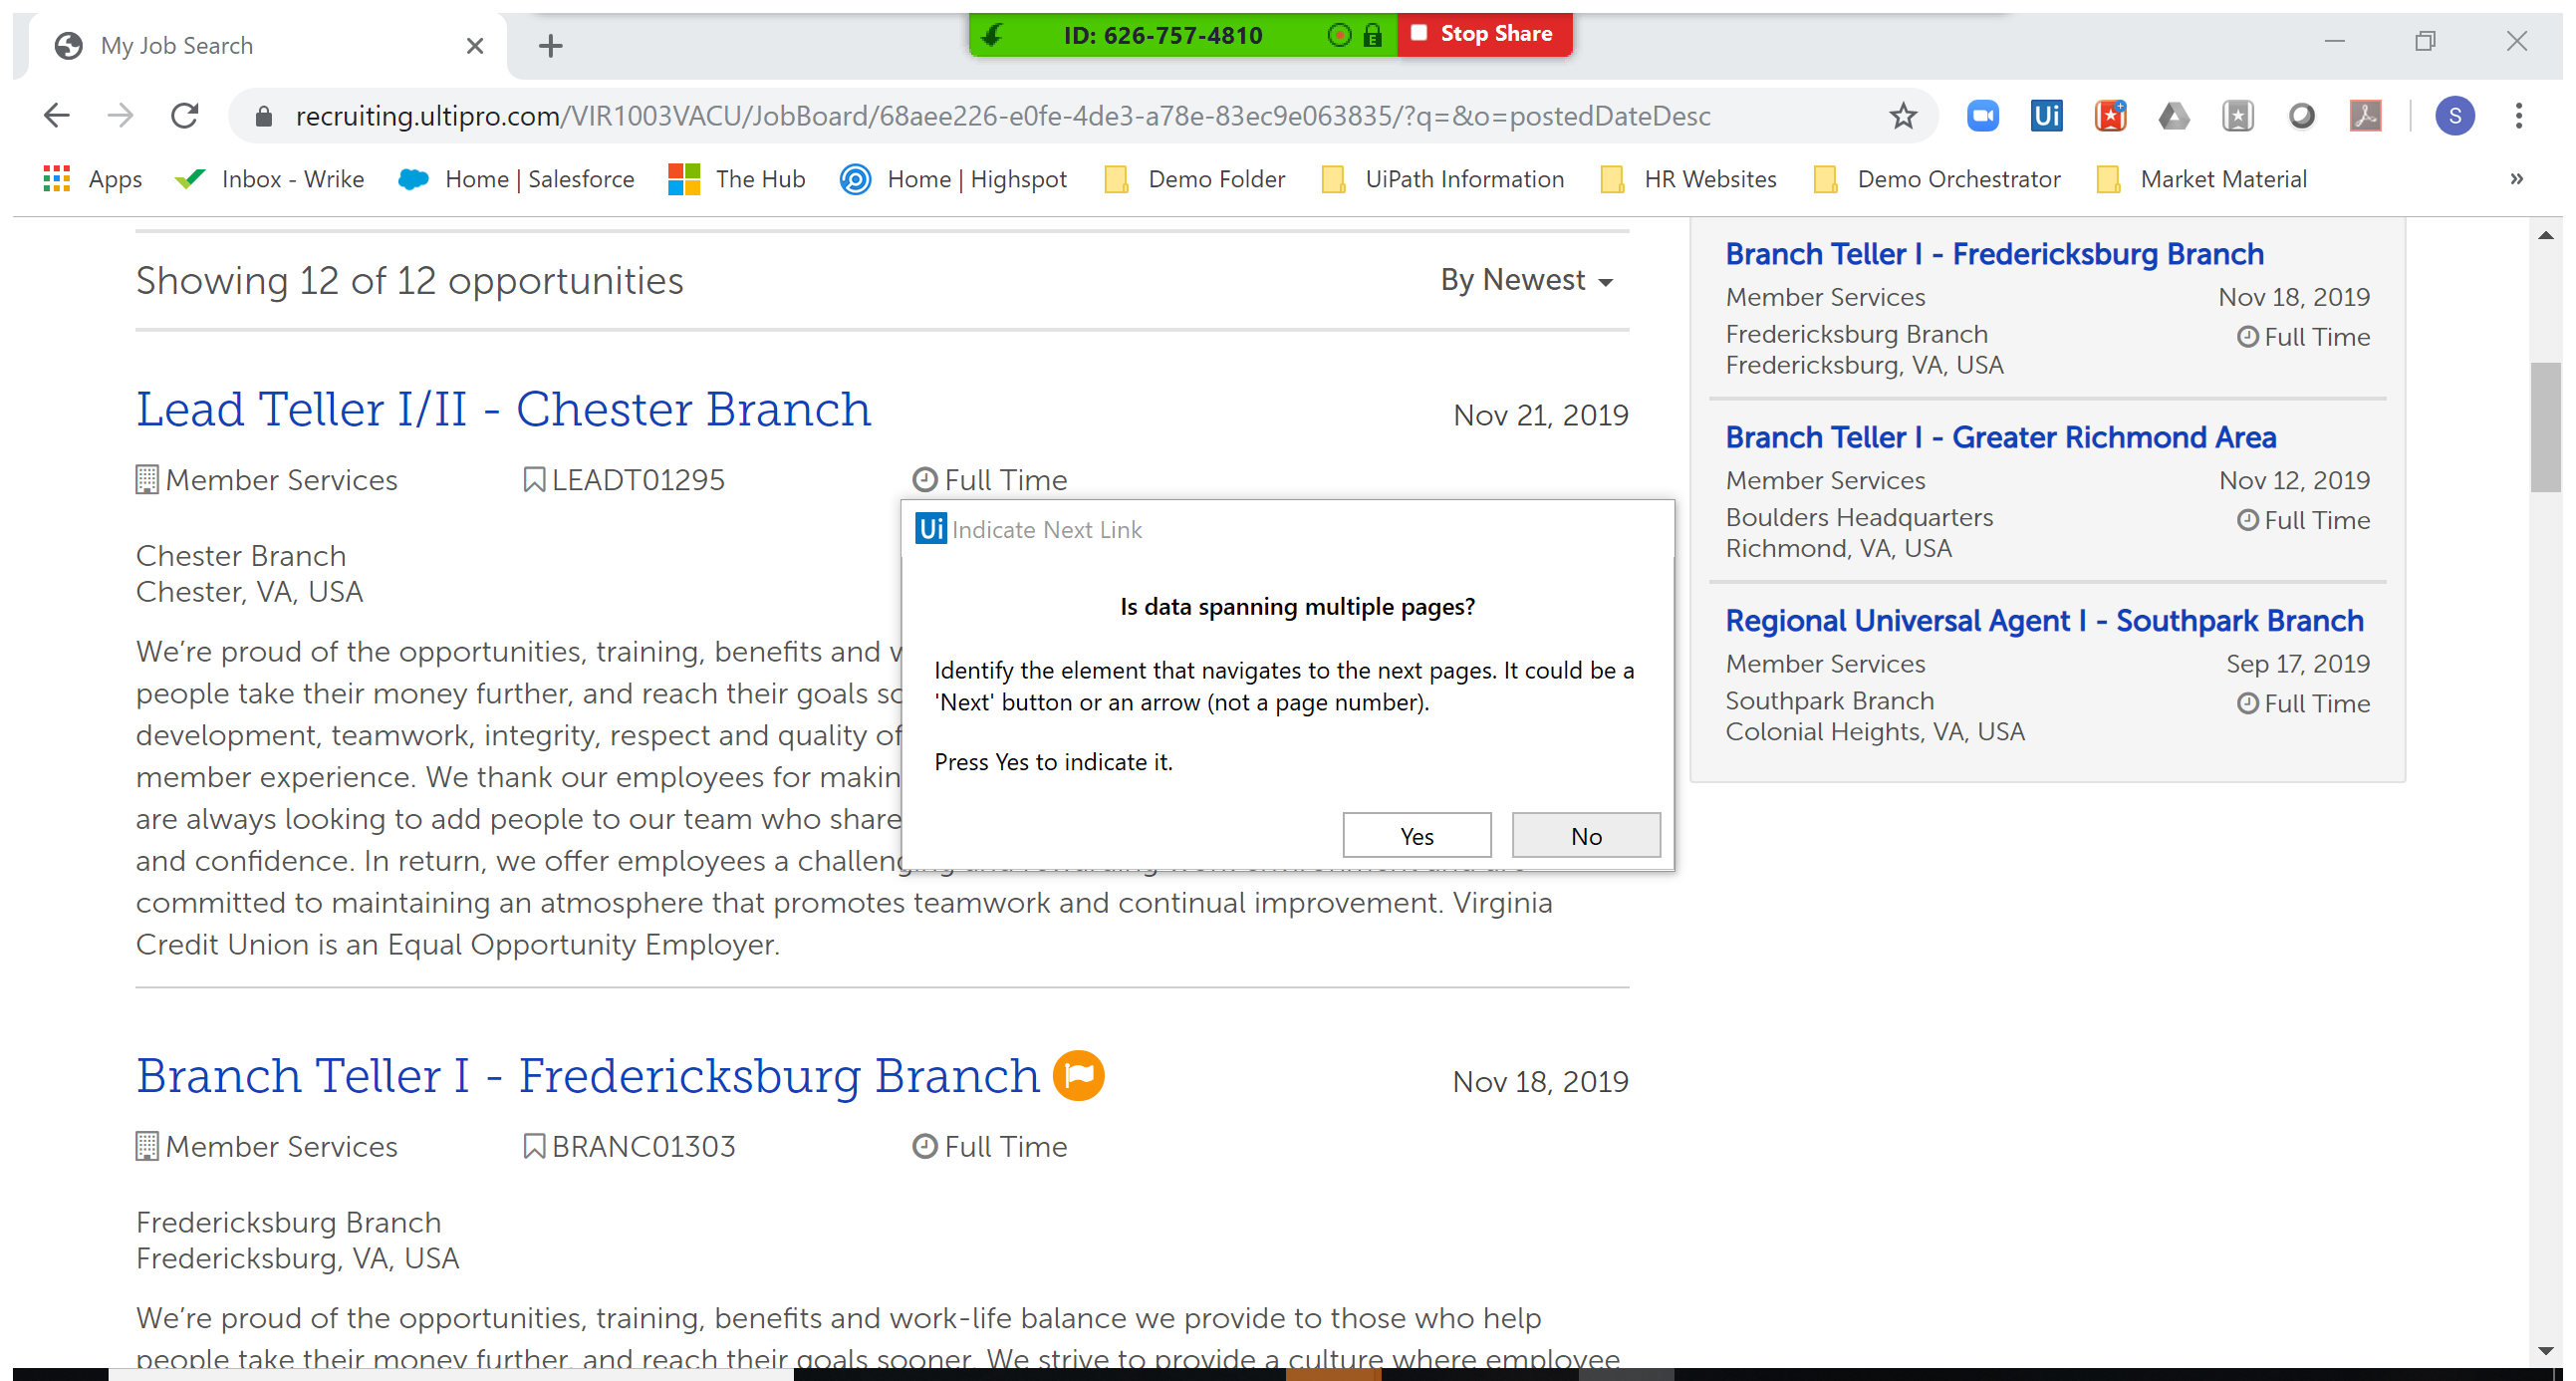 My Job Search
ID: 626-757-4810
Stop Share
recruiting.ultipro.com/VIR1003VACU/JobBoard/68aee226-e0fe-4de3-a78e-83ec9e063835/?q=&o=postedDateDesc
Ui
S
Apps
Inbox - Wrike
Home | Salesforce
The Hub
Home | Highspot
Demo Folder
UiPath Information
HR Websites
Demo Orchestrator
Market Material
»
Showing 12 of 12 opportunities
By Newest
Lead Teller I/II - Chester Branch
Nov 21, 2019
Member Services
LEADT01295
Full Time
Chester Branch
Chester, VA, USA
We’re proud of the opportunities, training, benefits and
people take their money further, and reach their goals
development, teamwork, integrity, respect and quality of
member experience. We thank our employees for makin
are always looking to add people to our team who share
and confidence. In return, we offer employees a challenging and rewarding work environment and are
committed to maintaining an atmosphere that promotes teamwork and continual improvement. Virginia
Credit Union is an Equal Opportunity Employer.
Branch Teller I - Fredericksburg Branch
Nov 18, 2019
Member Services
BRANC01303
Full Time
Fredericksburg Branch
Fredericksburg, VA, USA
We’re proud of the opportunities, training, benefits and work-life balance we provide to those who help
people take their money further, and reach their goals sooner. We strive to provide a culture where employee
Ui Indicate Next Link
Is data spanning multiple pages?
Identify the element that navigates to the next pages. It could be a
'Next' button or an arrow (not a page number).
Press Yes to indicate it.
Yes
No
Branch Teller I - Fredericksburg Branch
Member Services
Nov 18, 2019
Fredericksburg Branch
Full Time
Fredericksburg, VA, USA
Branch Teller I - Greater Richmond Area
Member Services
Nov 12, 2019
Boulders Headquarters
Full Time
Richmond, VA, USA
Regional Universal Agent I - Southpark Branch
Member Services
Sep 17, 2019
Southpark Branch
Full Time
Colonial Heights, VA, USA